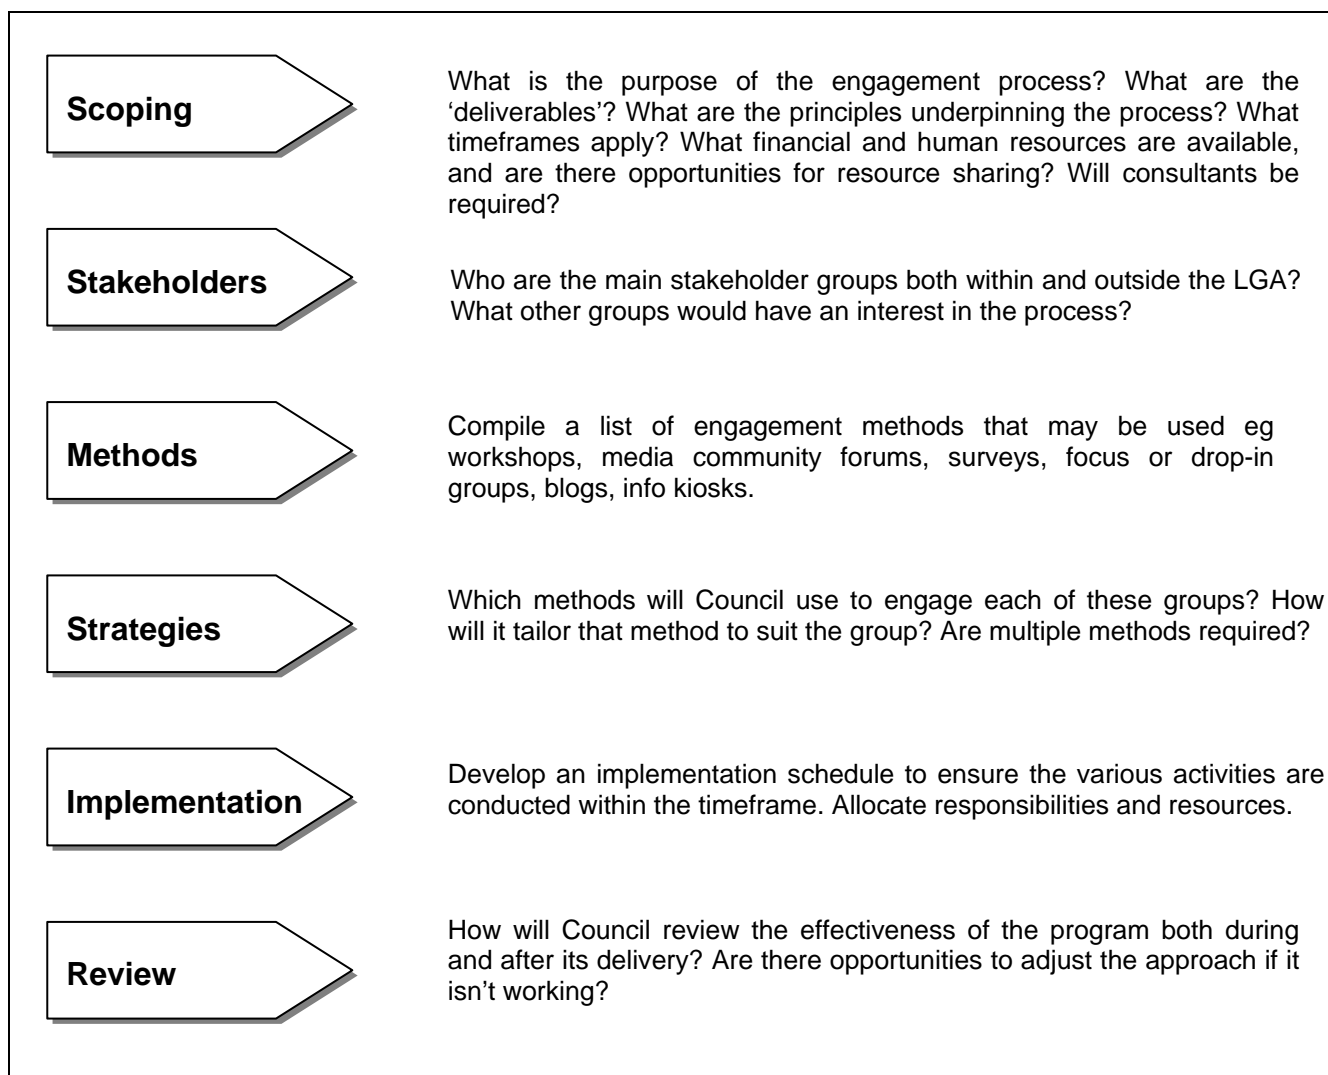 Scoping
What is the purpose of the engagement process? What are the
‘deliverables’? What are the principles underpinning the process? What
timeframes apply? What financial and human resources are available,
and are there opportunities for resource sharing? Will consultants be
required?
Stakeholders
Who are the main stakeholder groups both within and outside the LGA?
What other groups would have an interest in the process?
Methods
Compile a list of engagement methods that may be used eg
workshops, media community forums, surveys, focus or drop-in
groups, blogs, info kiosks.
Strategies
Which methods will Council use to engage each of these groups? How
will it tailor that method to suit the group? Are multiple methods required?
Implementation
Develop an implementation schedule to ensure the various activities are
conducted within the timeframe. Allocate responsibilities and resources.
Review
How will Council review the effectiveness of the program both during
and after its delivery? Are there opportunities to adjust the approach if it
isn’t working?